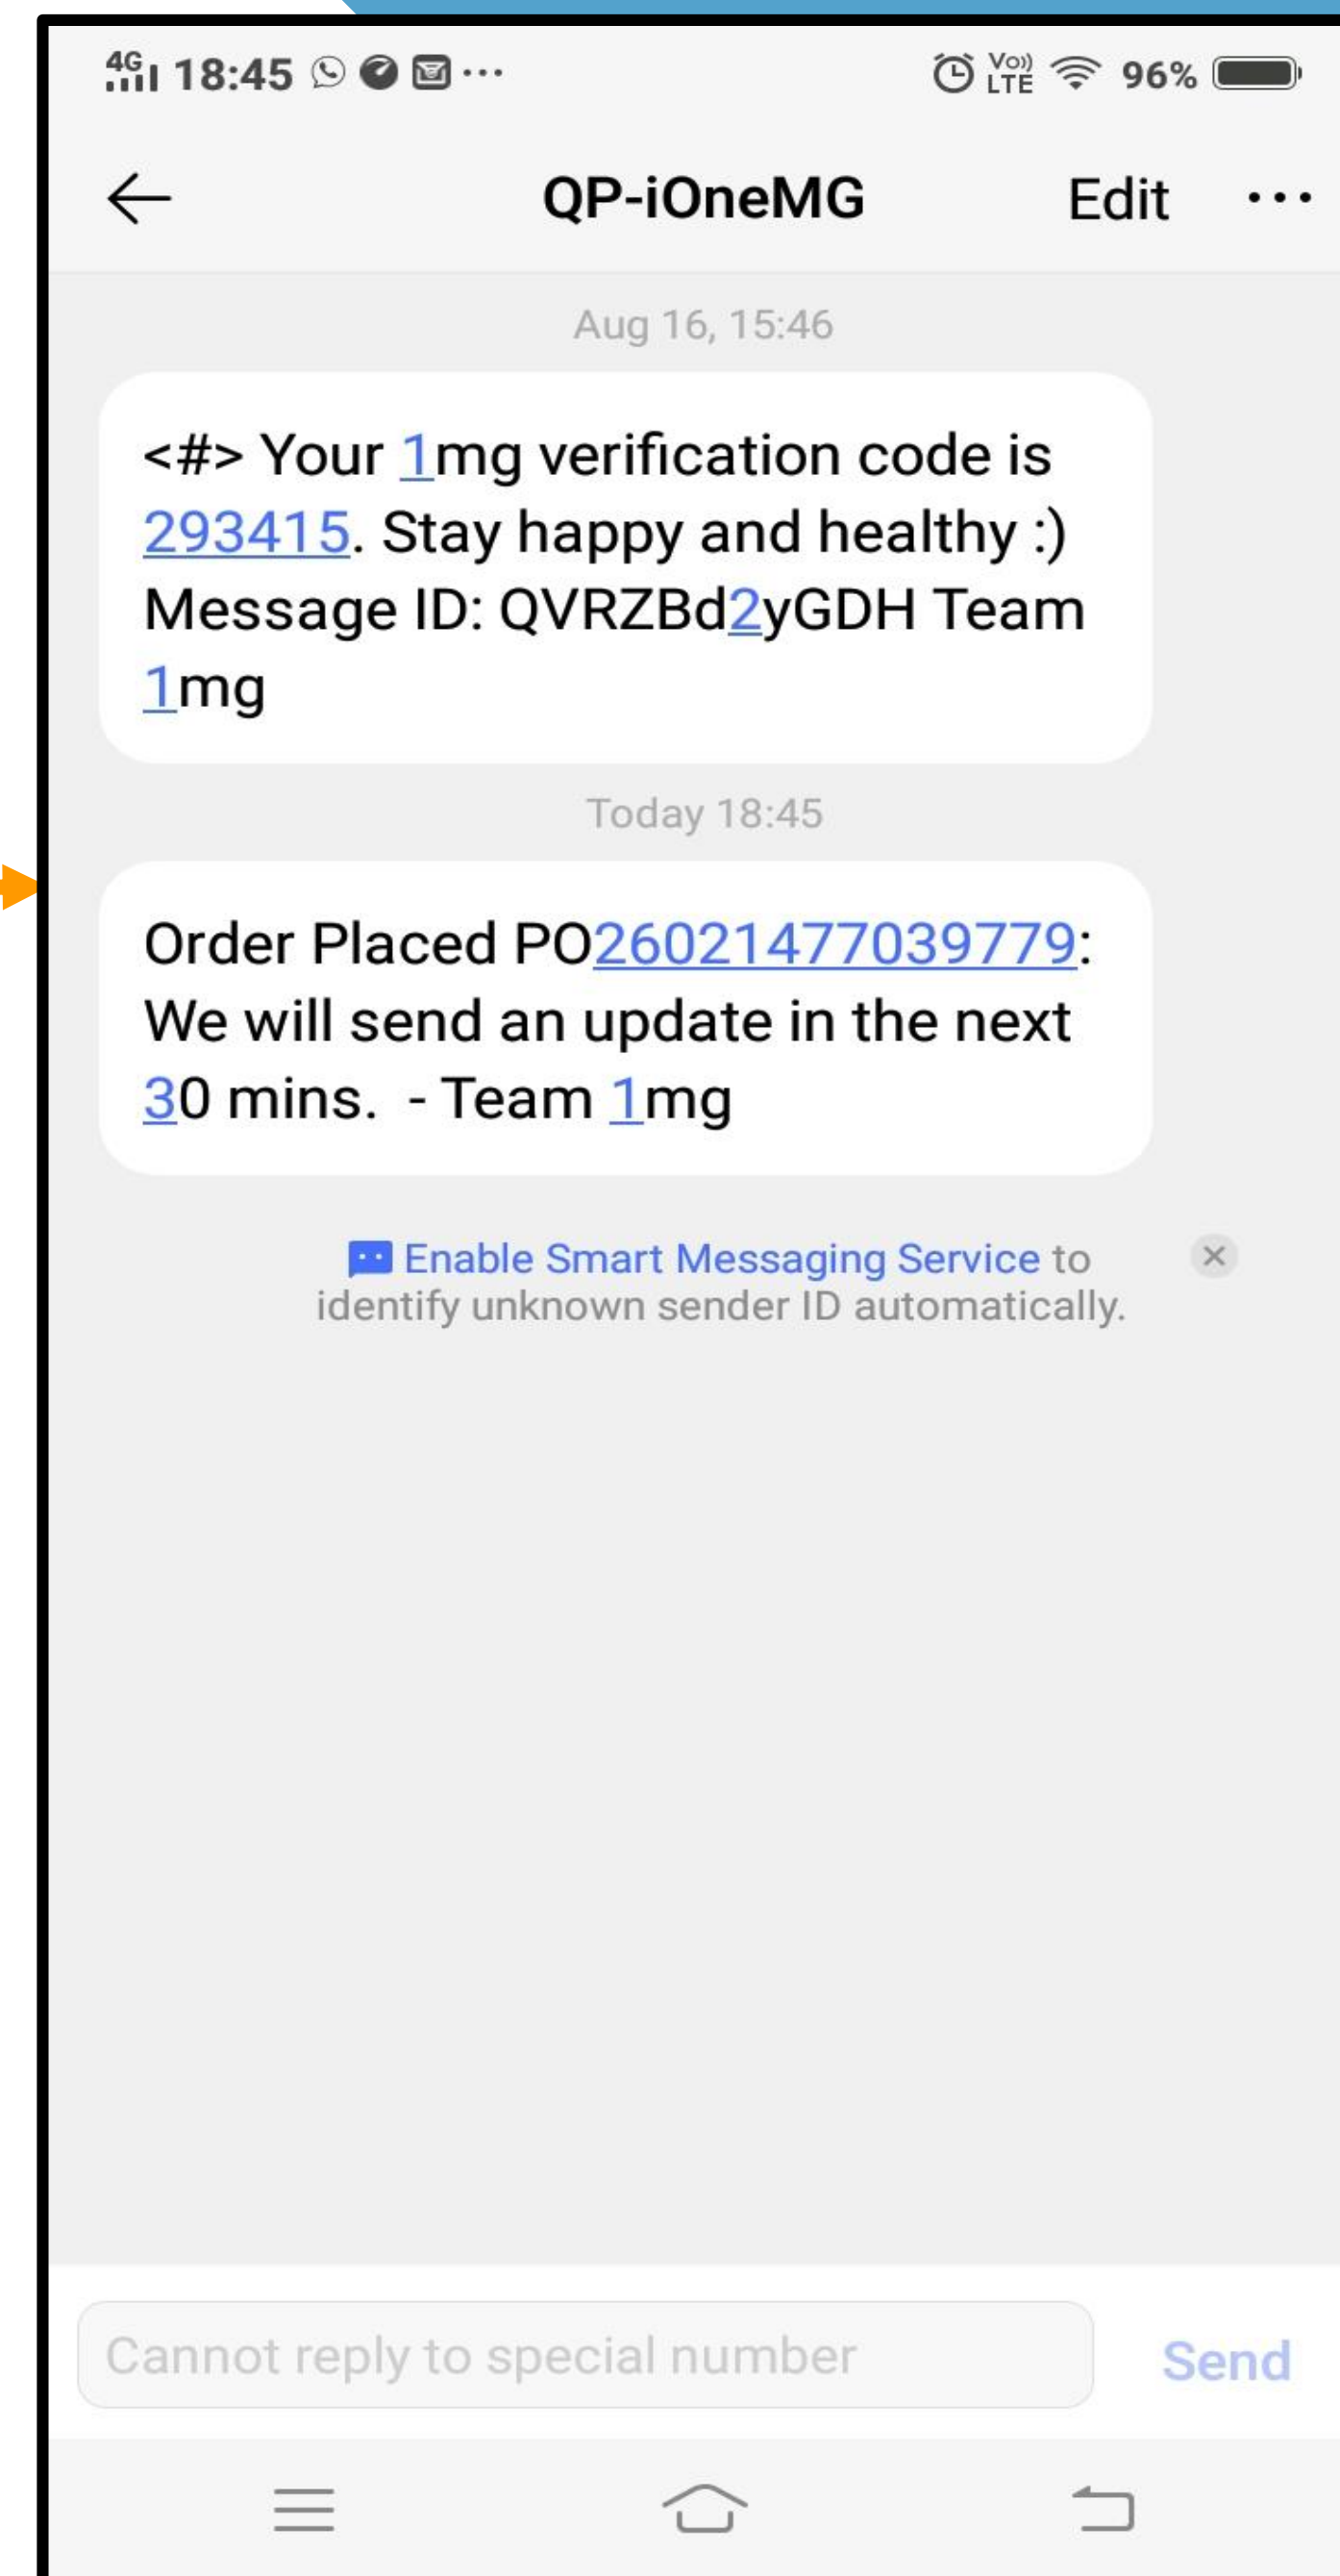 4G 18:45 ... Vo)) LTE 96%
QP-iOneMG Edit ...
Aug 16, 15:46
<#> Your 1mg verification code is
293415. Stay happy and healthy :)
Message ID: QVRZBd2yGDH Team
1mg
Today 18:45
Order Placed PO26021477039779:
We will send an update in the next
30 mins.  - Team 1mg
Enable Smart Messaging Service to
identify unknown sender ID automatically.
Cannot reply to special number Send